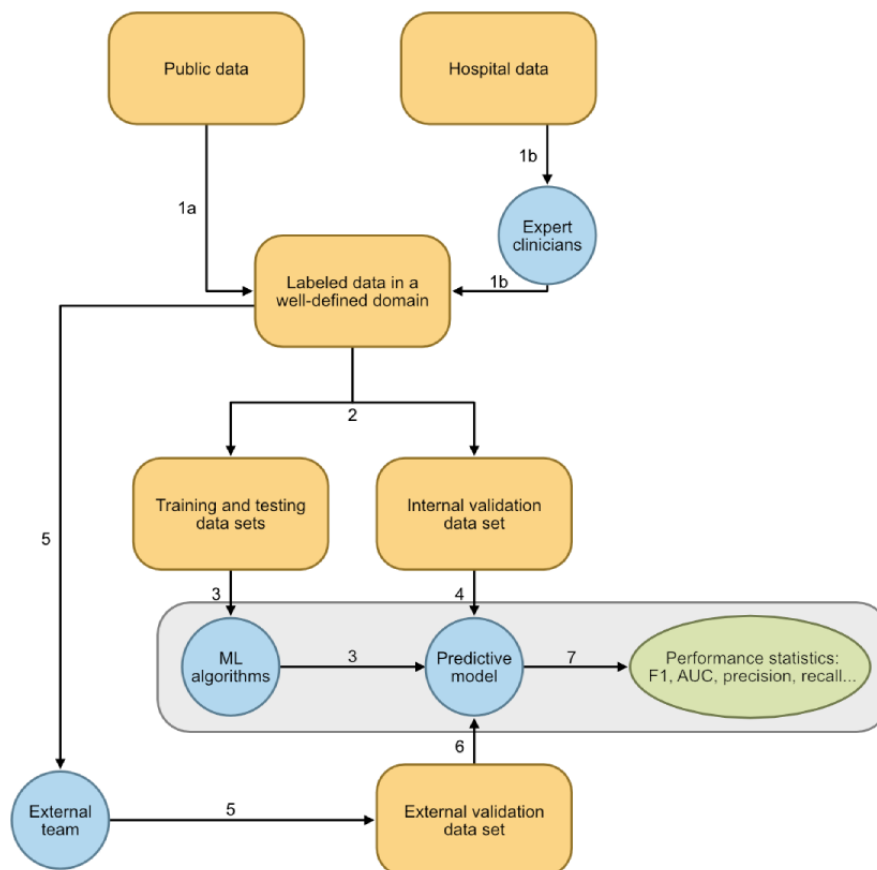 Public data
Hospital data
1b
1a
Expert
clinicians
Labeled data in a
well-defined domain
1b
2
Training and testing
data sets
Internal validation
data set
5
3
4
ML
algorithms
3
Predictive
model
7
Performance statistics:
F1, AUC, precision, recall...
6
External
team
5
External validation
data set